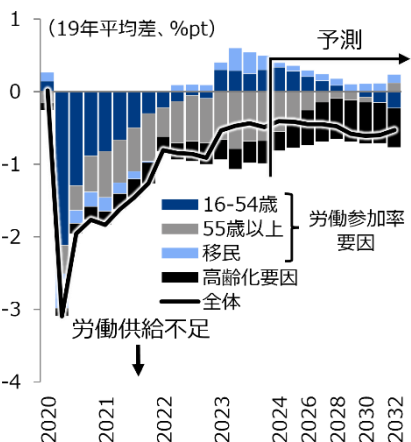 (19年平均差、%pt)
予測
1
0
-1
-2
-3
-4
16-54歳
55歳以上
移民
高齢化要因
全体
労働参加率
要因
労働供給不足
2020
2021
2022
2023
2024
2026
2028
2030
2032